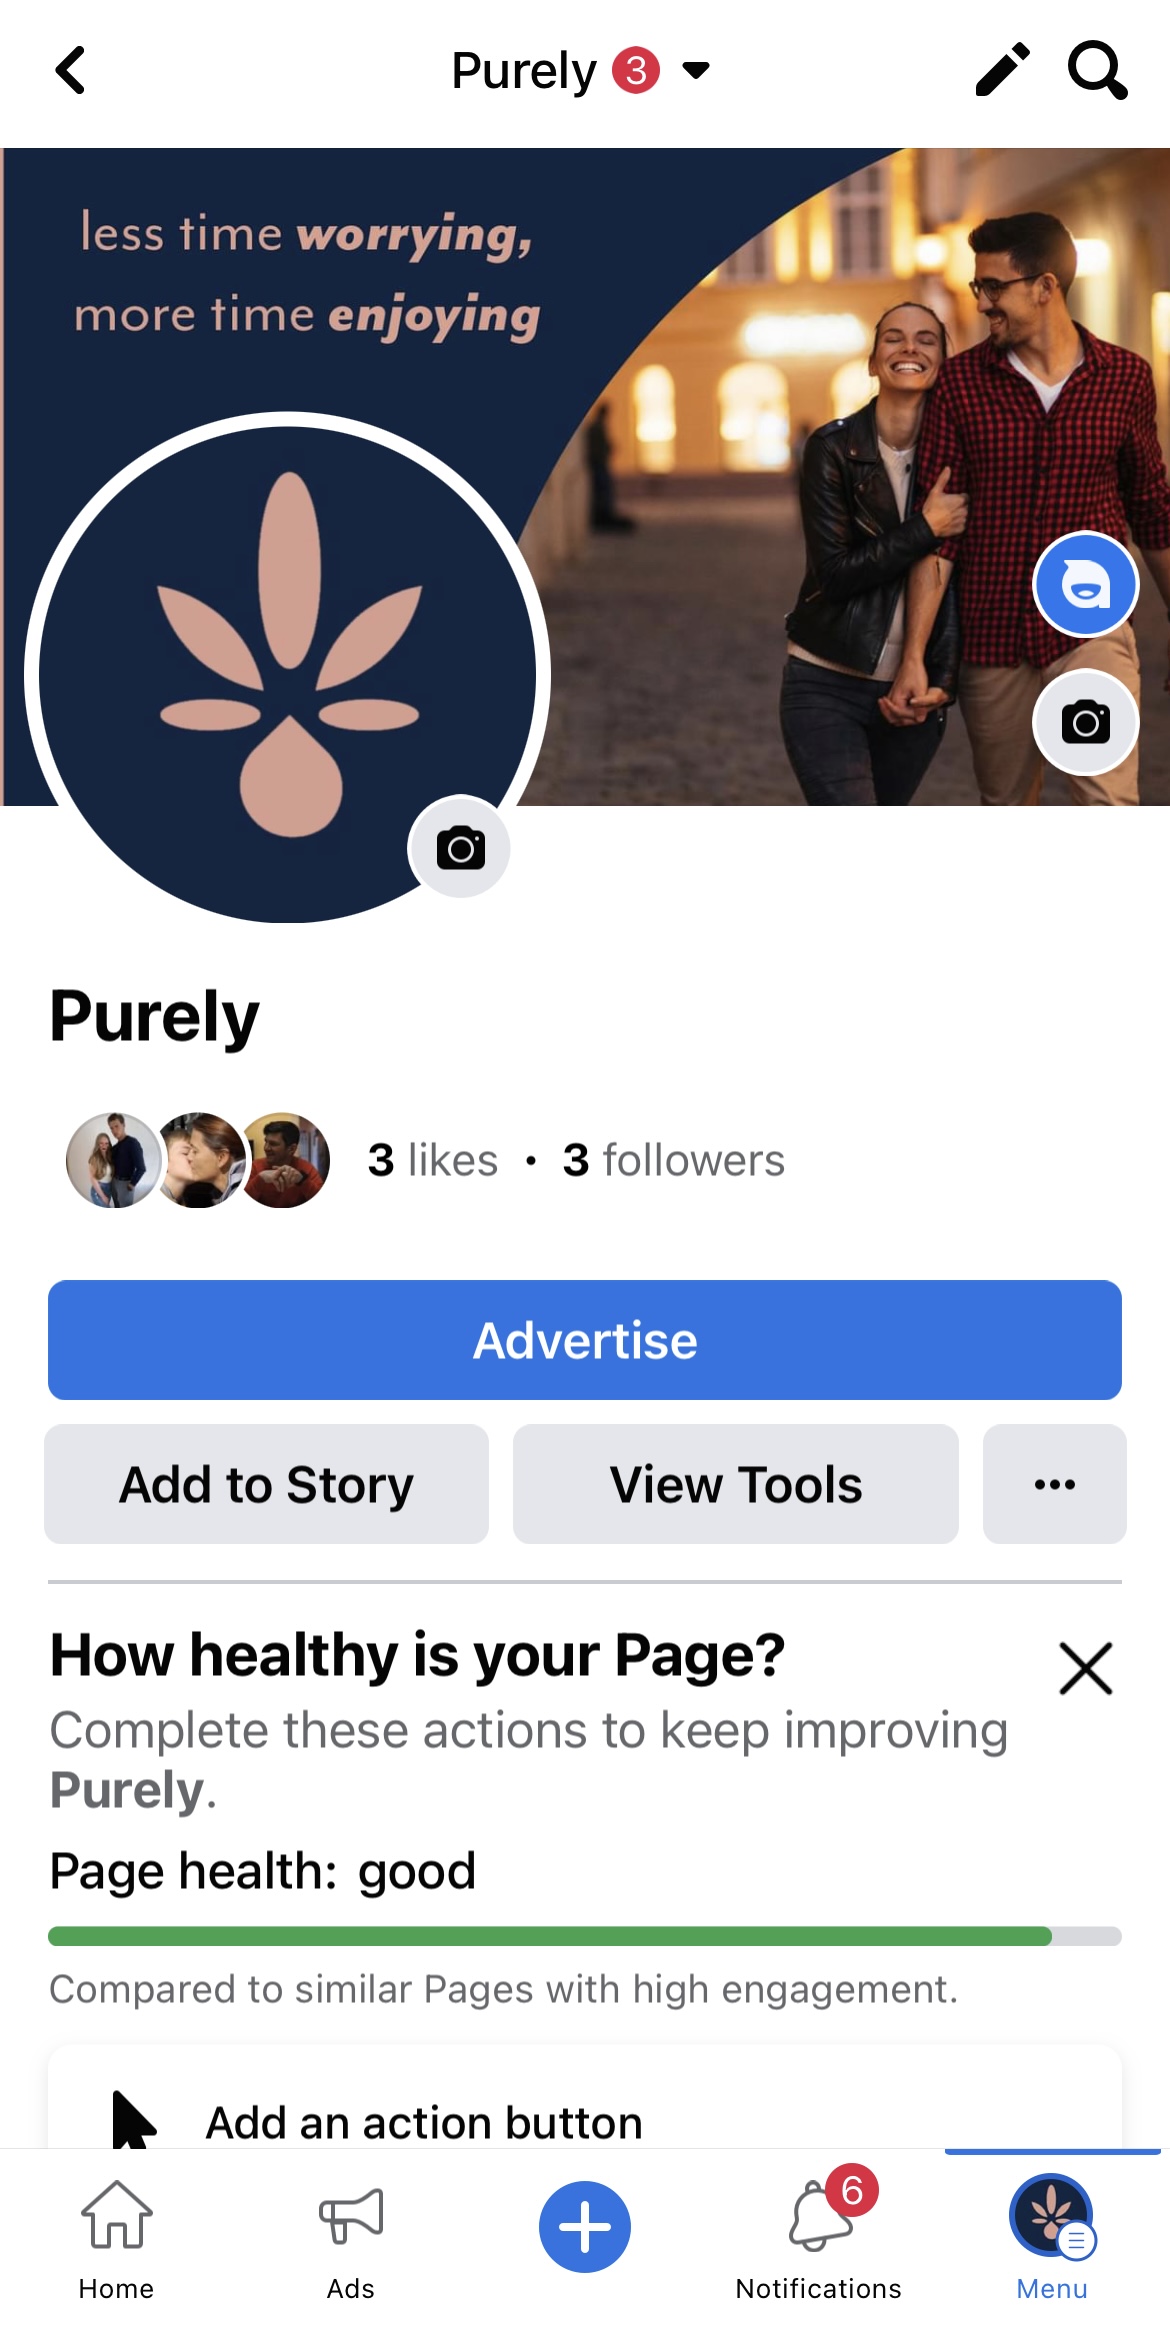 Purely 3
less time worrying,
more time enjoying
Purely
3 likes · 3 followers
Advertise
Add to Story
View Tools
How healthy is your Page?
Complete these actions to keep improving
Purely.
Page health: good
Compared to similar Pages with high engagement.
Add an action button
6
Home
Ads
Notifications
Menu